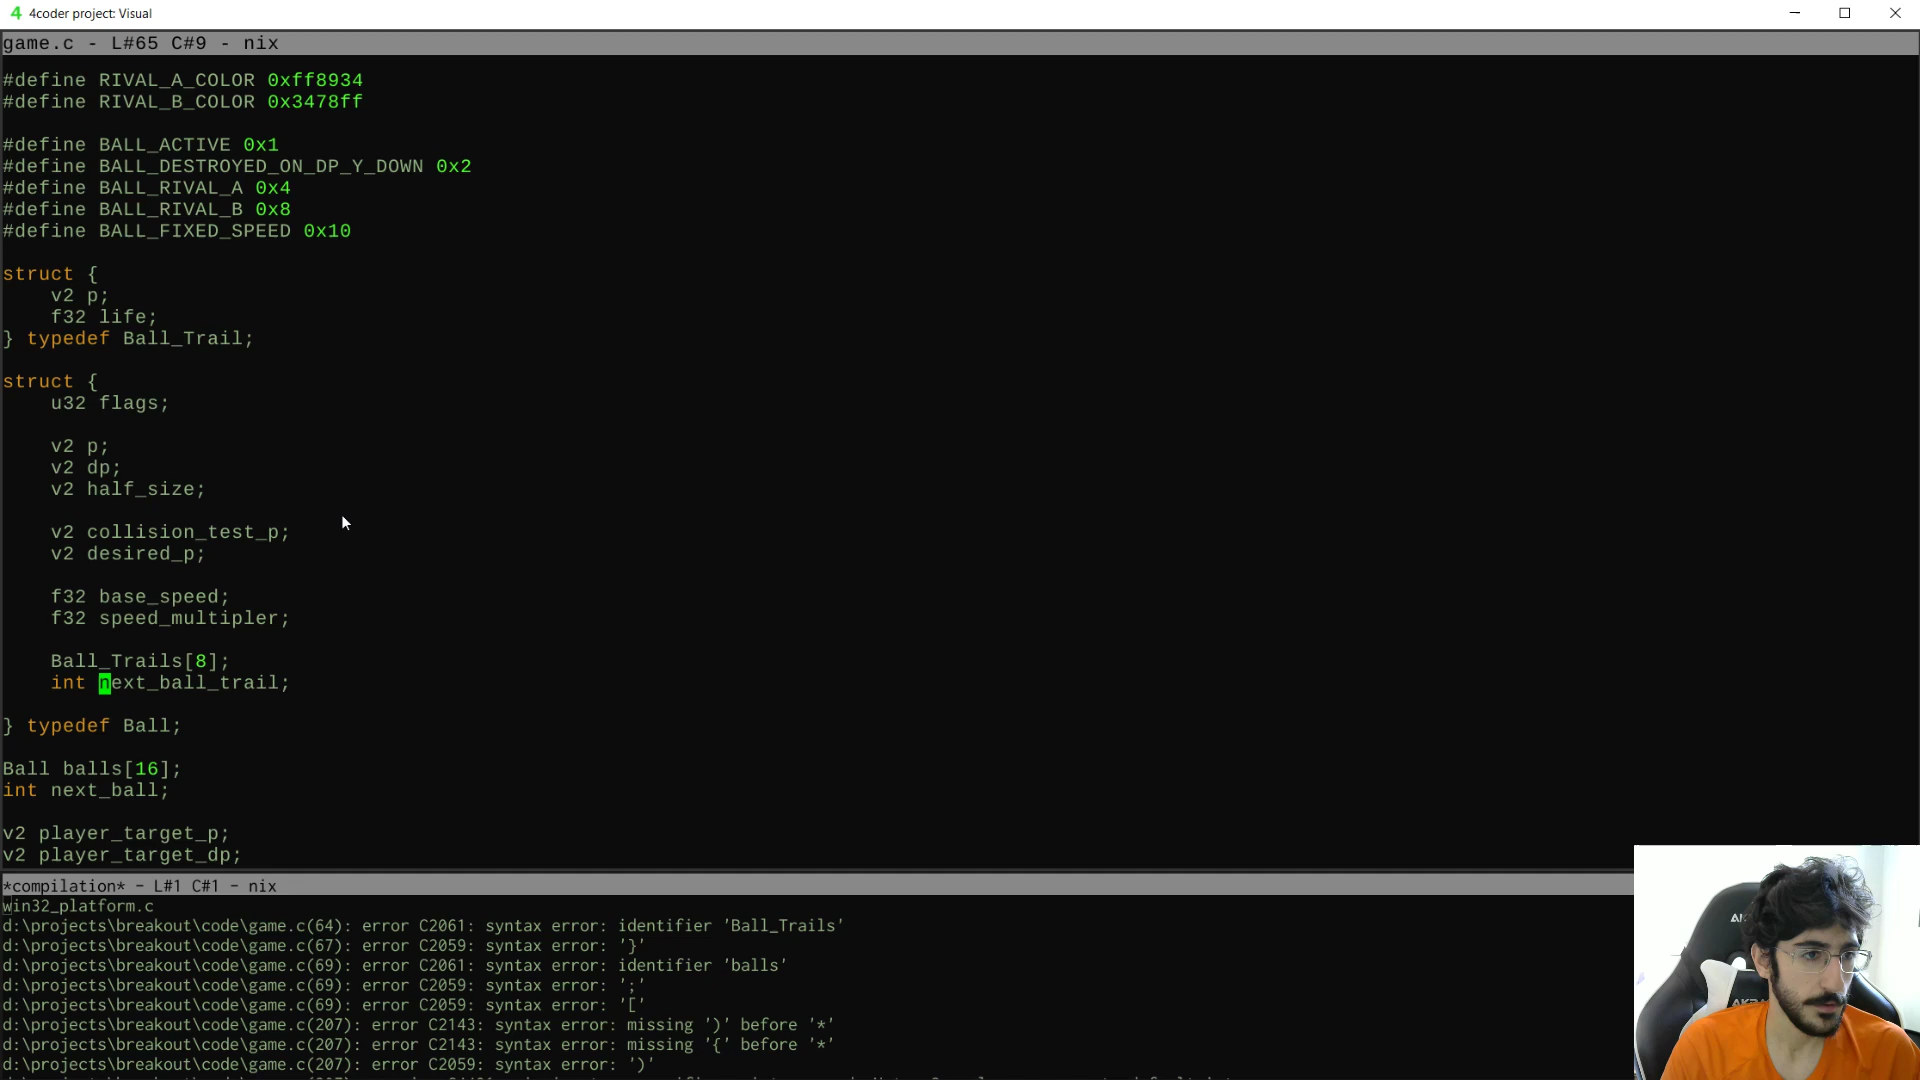 4 4coder project: Visual
game.c - L#65 C#9 - nix
#define RIVAL_A_COLOR 0xff8934
#define RIVAL_B_COLOR 0x3478ff
#define BALL_ACTIVE 0x1
#define BALL_DESTROYED_ON_DP_Y_DOWN 0x2
#define BALL_RIVAL_A 0x4
#define BALL_RIVAL_B 0x8
#define BALL_FIXED_SPEED 0x10
struct {
v2 p;
f32 life;
} typedef Ball_Trail;
struct {
u32 flags;
v2 p;
v2 dp;
v2 half_size;
v2 collision_test_p;
v2 desired_p;
f32 base_speed;
f32 speed_multipler;
Ball_Trails[8];
int next_ball_trail;
} typedef Ball;
Ball balls[16];
int next_ball;
v2 player_target_p;
v2 player_target_dp;
*compilation* - L#1 C#1 - nix
win32_platform.c
d:\projects\breakout\code\game.c(64): error C2061: syntax error: identifier 'Ball_Trails'
d:\projects\breakout\code\game.c(67): error C2059: syntax error: '}'
d:\projects\breakout\code\game.c(69): error C2061: syntax error: identifier 'balls'
d:\projects\breakout\code\game.c(69): error C2059: syntax error: ';'
d:\projects\breakout\code\game.c(69): error C2059: syntax error: '['
d:\projects\breakout\code\game.c(207): error C2143: syntax error: missing ')' before '*'
d:\projects\breakout\code\game.c(207): error C2143: syntax error: missing '{' before '*'
d:\projects\breakout\code\game.c(207): error C2059: syntax error: ')'